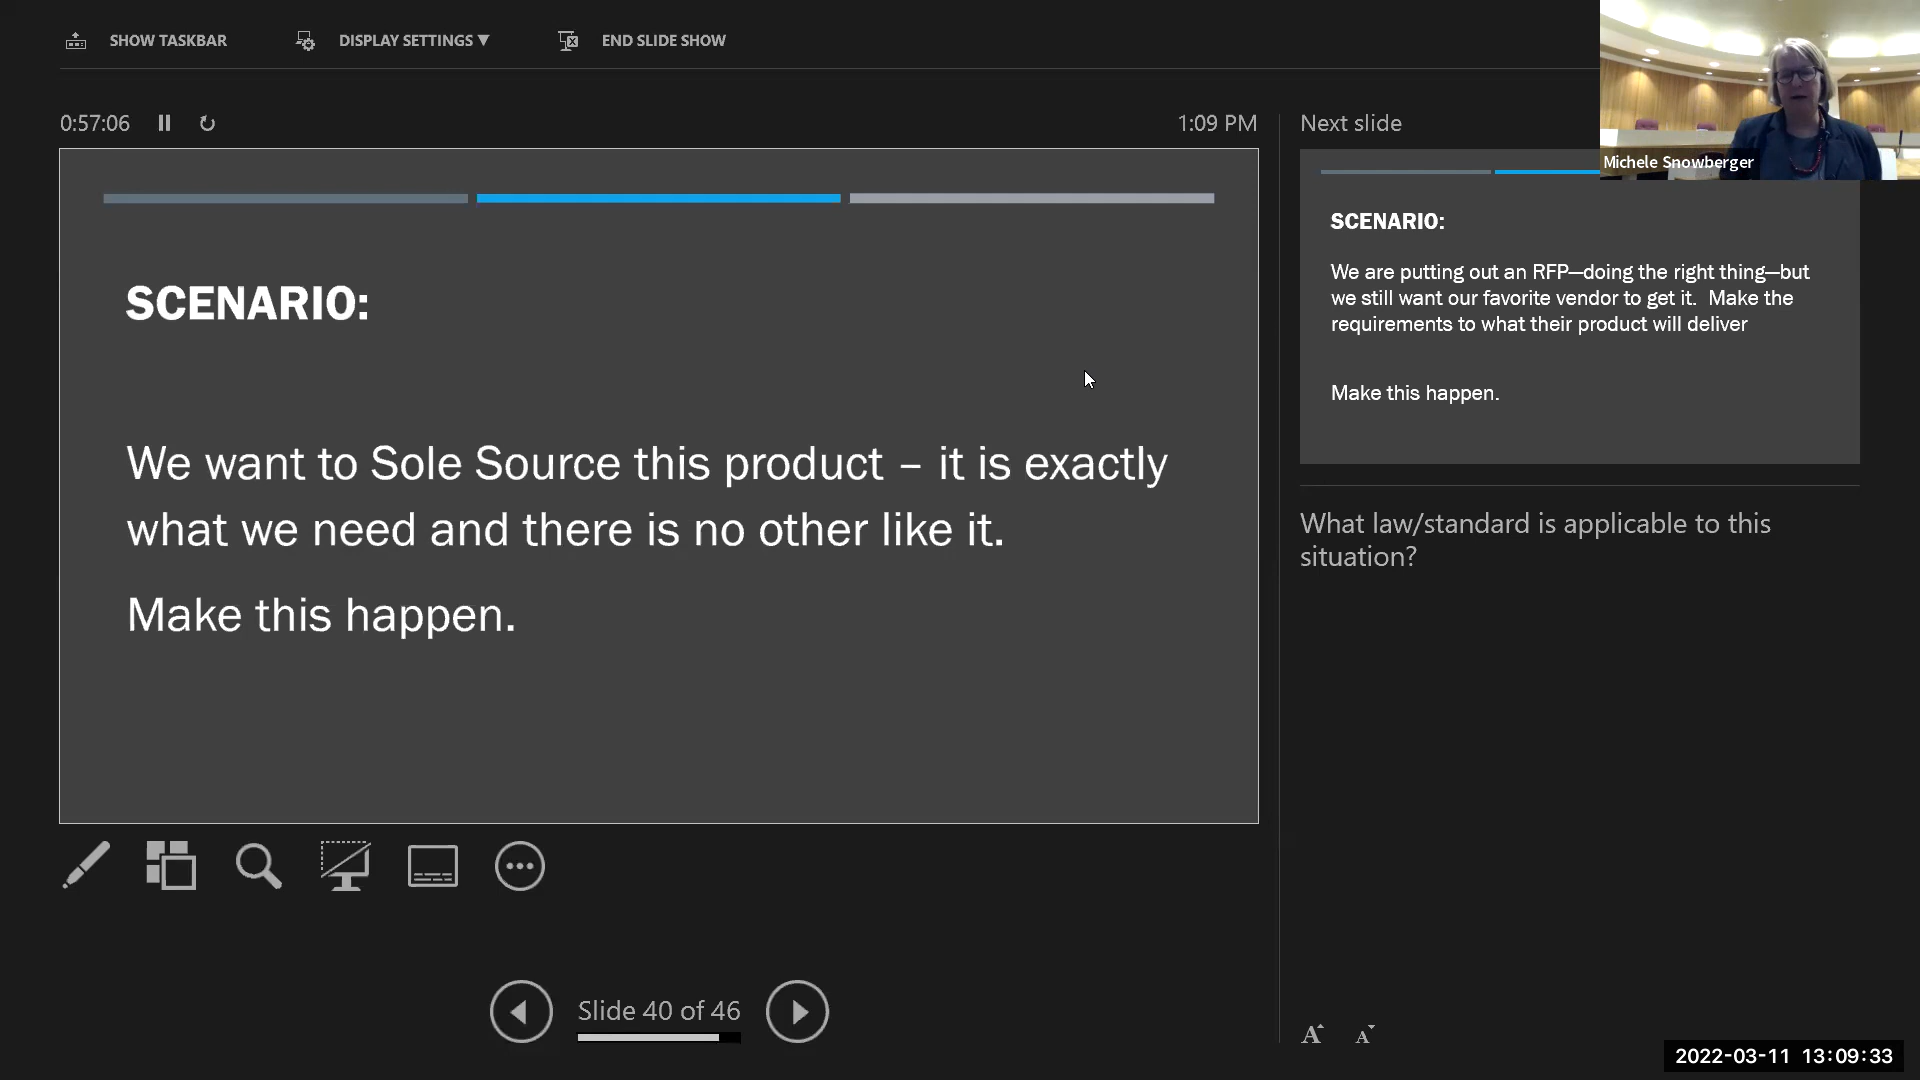 SHOW TASKBAR
DISPLAY SETTINGS ▼
END SLIDE SHOW
0:57:06
1:09 PM
SCENARIO:
We want to Sole Source this product – it is exactly
what we need and there is no other like it.
Make this happen.
Slide 40 of 46
Next slide
Michele Snowberger
SCENARIO:
We are putting out an RFP—doing the right thing—but
we still want our favorite vendor to get it. Make the
requirements to what their product will deliver
Make this happen.
What law/standard is applicable to this
situation?
A A
2022-03-11 13:09:33